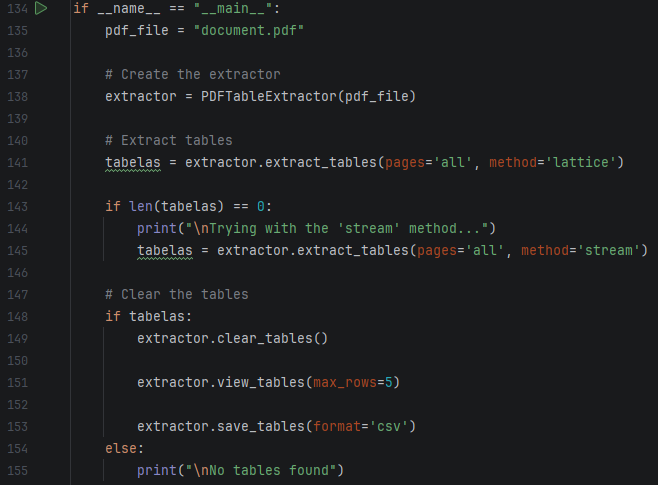 134 if __name__ == "__main__":
135     pdf_file = "document.pdf"
136
137     # Create the extractor
138     extractor = PDFTableExtractor(pdf_file)
139
140     # Extract tables
141     tabelas = extractor.extract_tables(pages='all', method='lattice')
142
143     if len(tabelas) == 0:
144         print("\nTrying with the 'stream' method...")
145         tabelas = extractor.extract_tables(pages='all', method='stream')
146
147     # Clear the tables
148     if tabelas:
149         extractor.clear_tables()
150
151         extractor.view_tables(max_rows=5)
152
153         extractor.save_tables(format='csv')
154     else:
155         print("\nNo tables found")